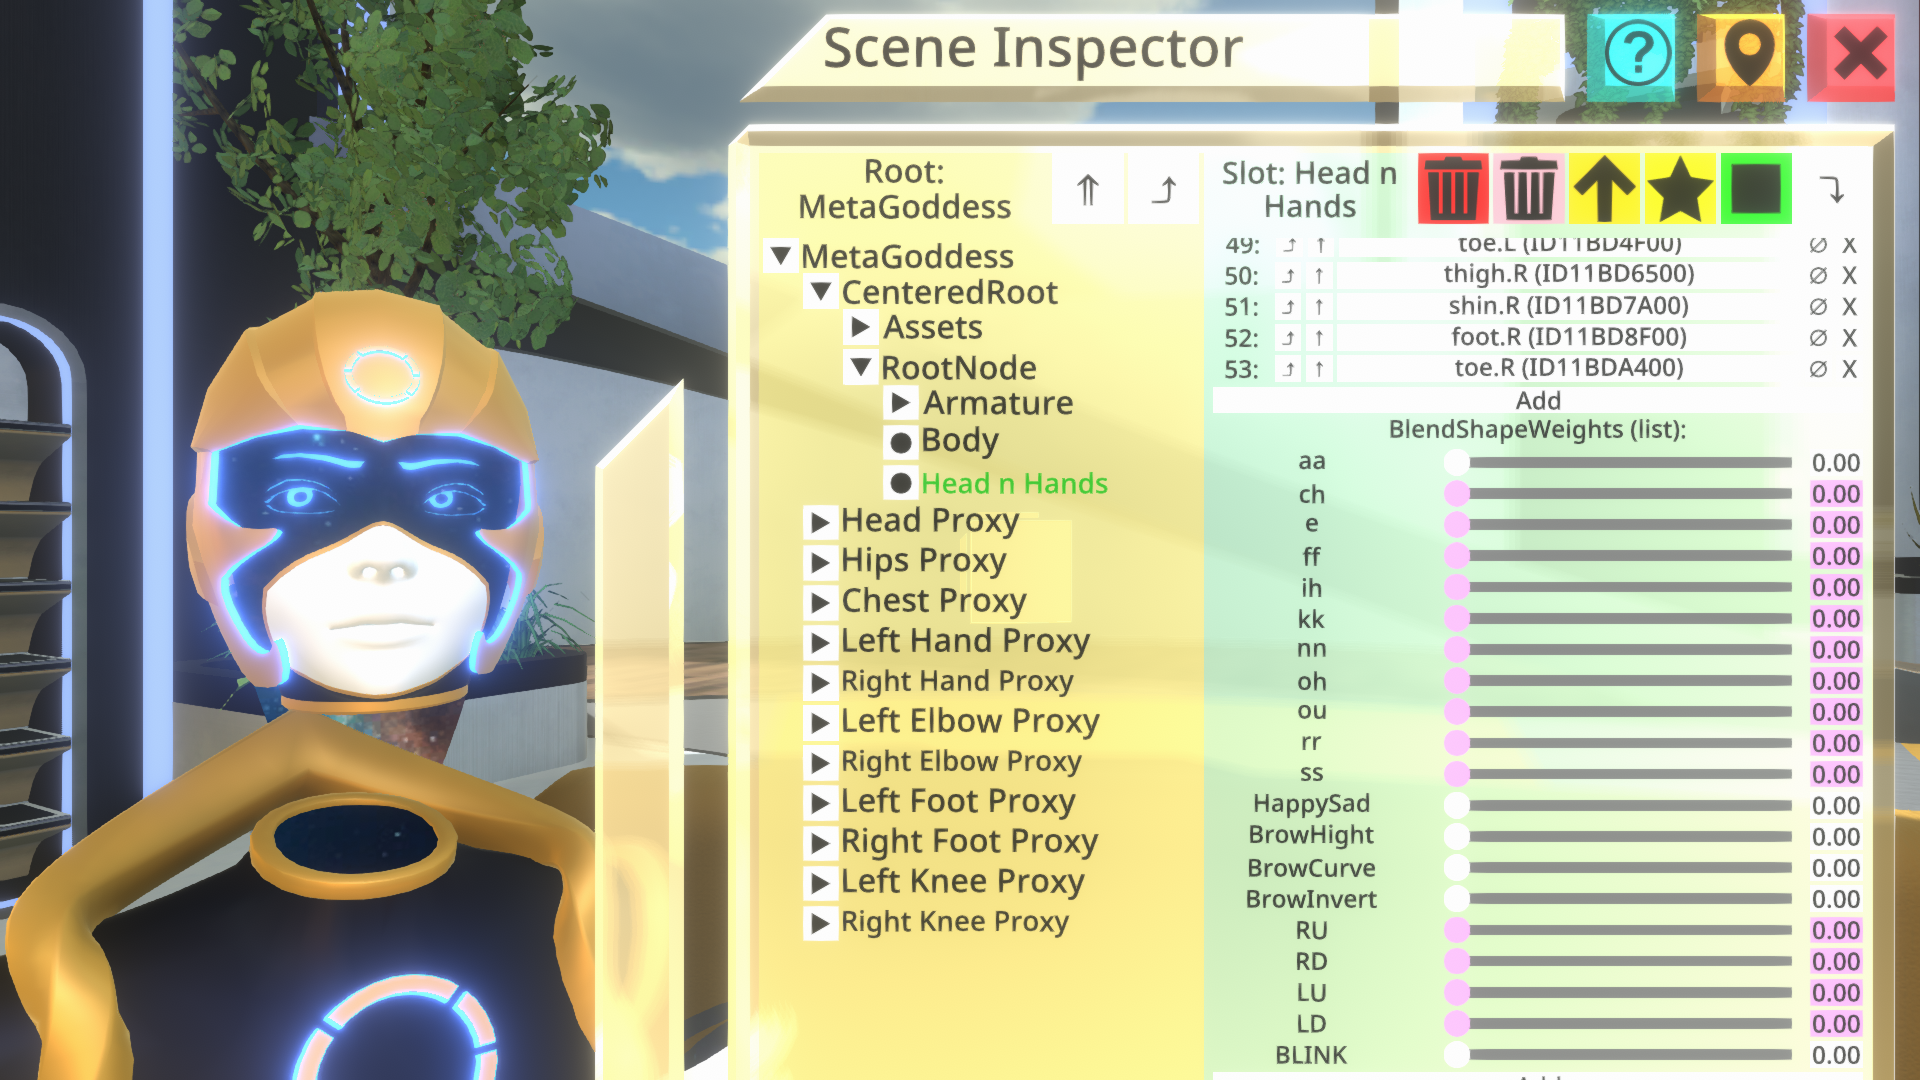 Scene Inspector
?
Root:
MetaGoddess
MetaGoddess
CenteredRoot
Assets
RootNode
Armature
Body
Head n Hands
Head Proxy
Hips Proxy
Chest Proxy
Left Hand Proxy
Right Hand Proxy
Left Elbow Proxy
Right Elbow Proxy
Left Foot Proxy
Right Foot Proxy
Left Knee Proxy
Right Knee Proxy
Slot: Head n
Hands
49: toe.L (ID11BD4F00) ∅ X
50: thigh.R (ID11BD6500) ∅ X
51: shin.R (ID11BD7A00) ∅ X
52: foot.R (ID11BD8F00) ∅ X
53: toe.R (ID11BDA400) ∅ X
Add
BlendShapeWeights (list):
aa 0.00
ch 0.00
e 0.00
ff 0.00
ih 0.00
kk 0.00
nn 0.00
oh 0.00
ou 0.00
rr 0.00
ss 0.00
HappySad 0.00
BrowHight 0.00
BrowCurve 0.00
BrowInvert 0.00
RU 0.00
RD 0.00
LU 0.00
LD 0.00
BLINK 0.00